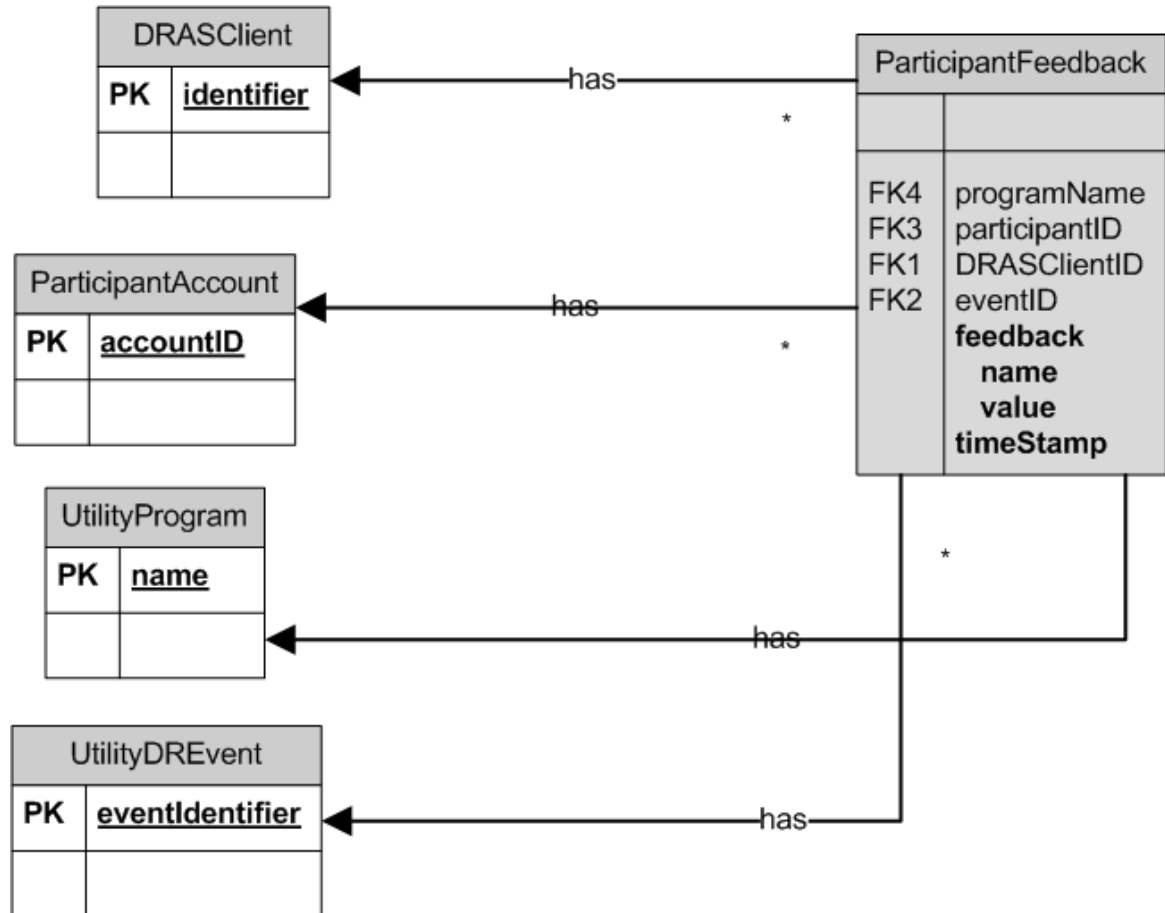 DRASClient
PK identifier
has
*
ParticipantFeedback
FK4 programName
FK3 participantID
FK1 DRASClientID
FK2 eventID
feedback
name
value
timeStamp
ParticipantAccount
PK accountID
has
*
UtilityProgram
PK name
*
has
UtilityDREvent
PK eventIdentifier
has